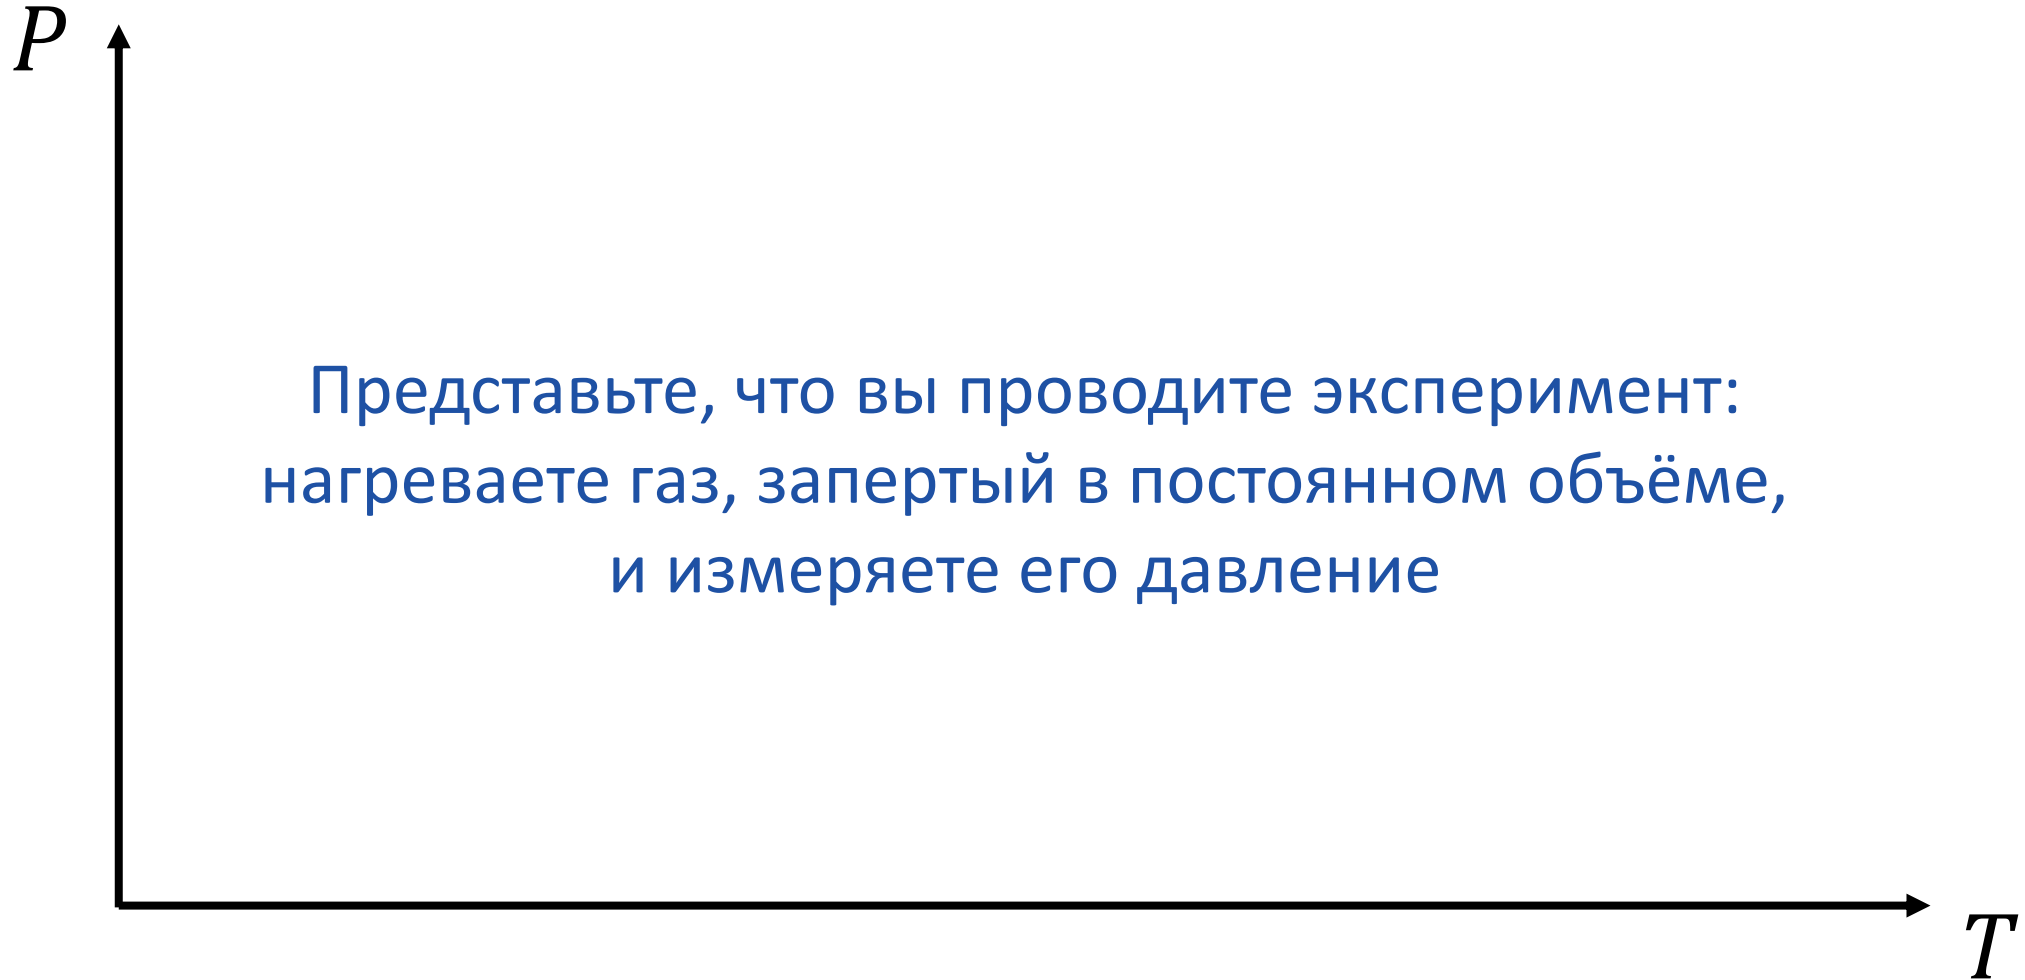 P
Представьте, что вы проводите эксперимент:
нагреваете газ, запертый в постоянном объёме,
и измеряете его давление
T